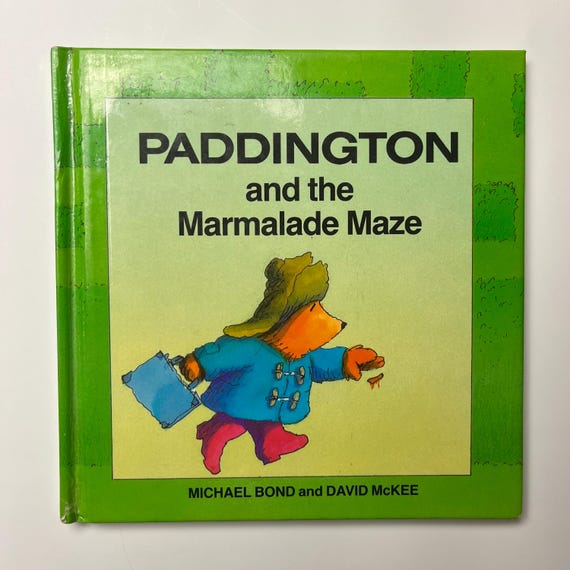 PADDINGTON
and the
Marmalade Maze
MICHAEL BOND and DAVID McKEE